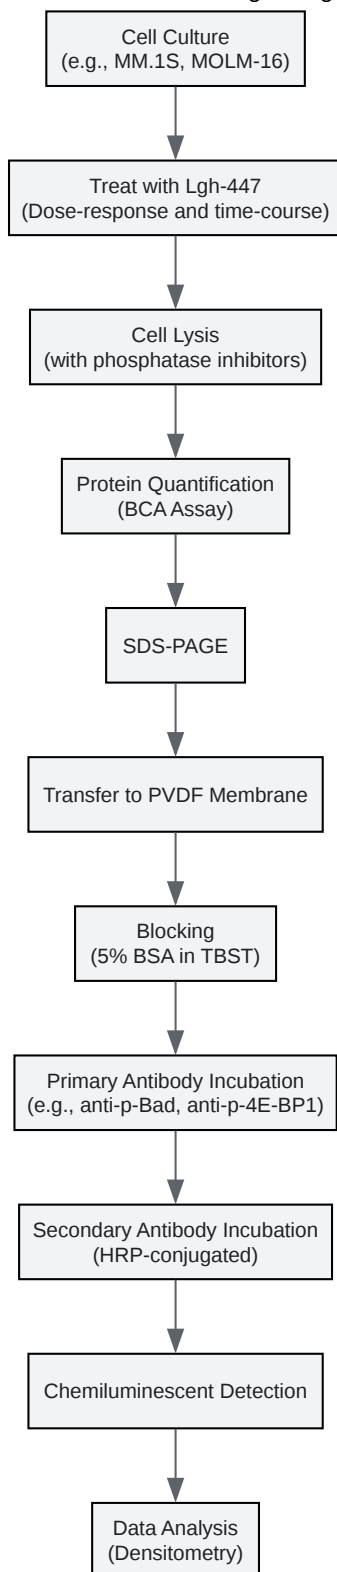 Cell Culture
(e.g., MM.1S, MOLM-16)
Treat with Lgh-447
(Dose-response and time-course)
Cell Lysis
(with phosphatase inhibitors)
Protein Quantification
(BCA Assay)
SDS-PAGE
Transfer to PVDF Membrane
Blocking
(5% BSA in TBST)
Primary Antibody Incubation
(e.g., anti-p-Bad, anti-p-4E-BP1)
Secondary Antibody Incubation
(HRP-conjugated)
Chemiluminescent Detection
Data Analysis
(Densitometry)